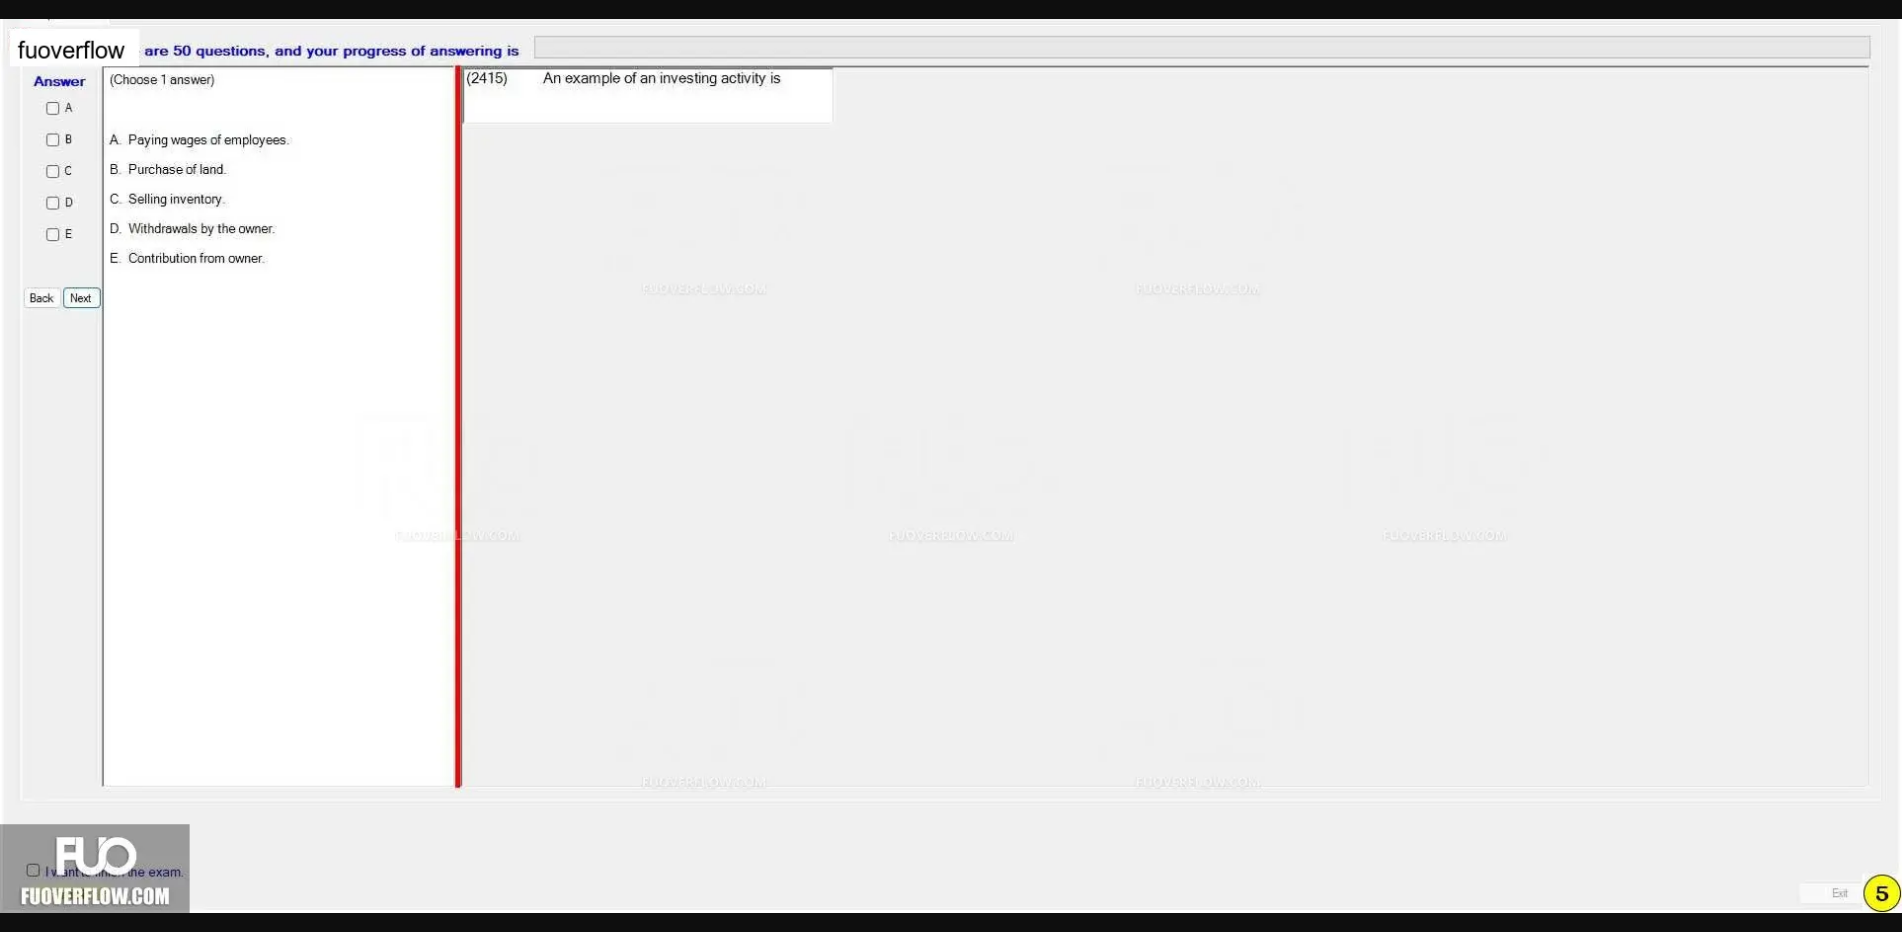 fuoverflow are 50 questions, and your progress of answering is
Answer
A
B
C
D
E
Back Next
(Choose 1 answer)
A. Paying wages of employees.
B. Purchase of land.
C. Selling inventory.
D. Withdrawals by the owner.
E. Contribution from owner.
(2415) An example of an investing activity is
FUOVERFLOW.COM FUOVERFLOW.COM
FUOVERFLOW.COM FUOVERFLOW.COM FUOVERFLOW.COM
FUOVERFLOW.COM FUOVERFLOW.COM
FUO
I want to finish the exam.
FUOVERFLOW.COM
Exit 5